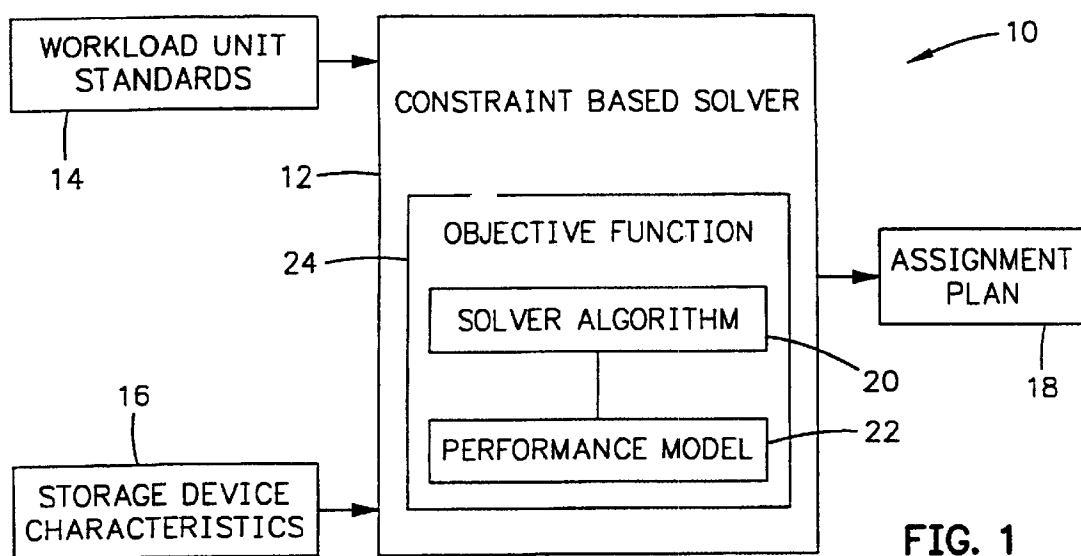 WORKLOAD UNIT
STANDARDS
14
10
CONSTRAINT BASED SOLVER
12
OBJECTIVE FUNCTION
24
SOLVER ALGORITHM
20
PERFORMANCE MODEL
22
ASSIGNMENT
PLAN
18
16
STORAGE DEVICE
CHARACTERISTICS
FIG. 1